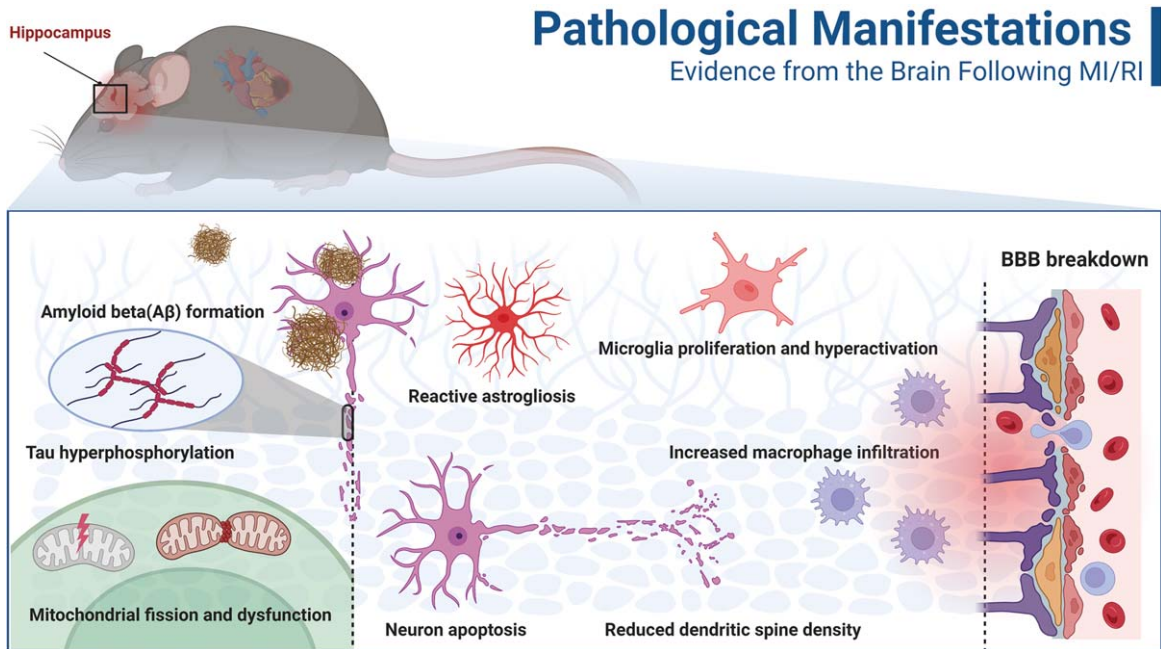 Pathological Manifestations
Evidence from the Brain Following MI/RI
Hippocampus
BBB breakdown
Amyloid beta(Aβ) formation
Microglia proliferation and hyperactivation
Reactive astrogliosis
Tau hyperphosphorylation
Increased macrophage infiltration
Mitochondrial fission and dysfunction
Neuron apoptosis
Reduced dendritic spine density